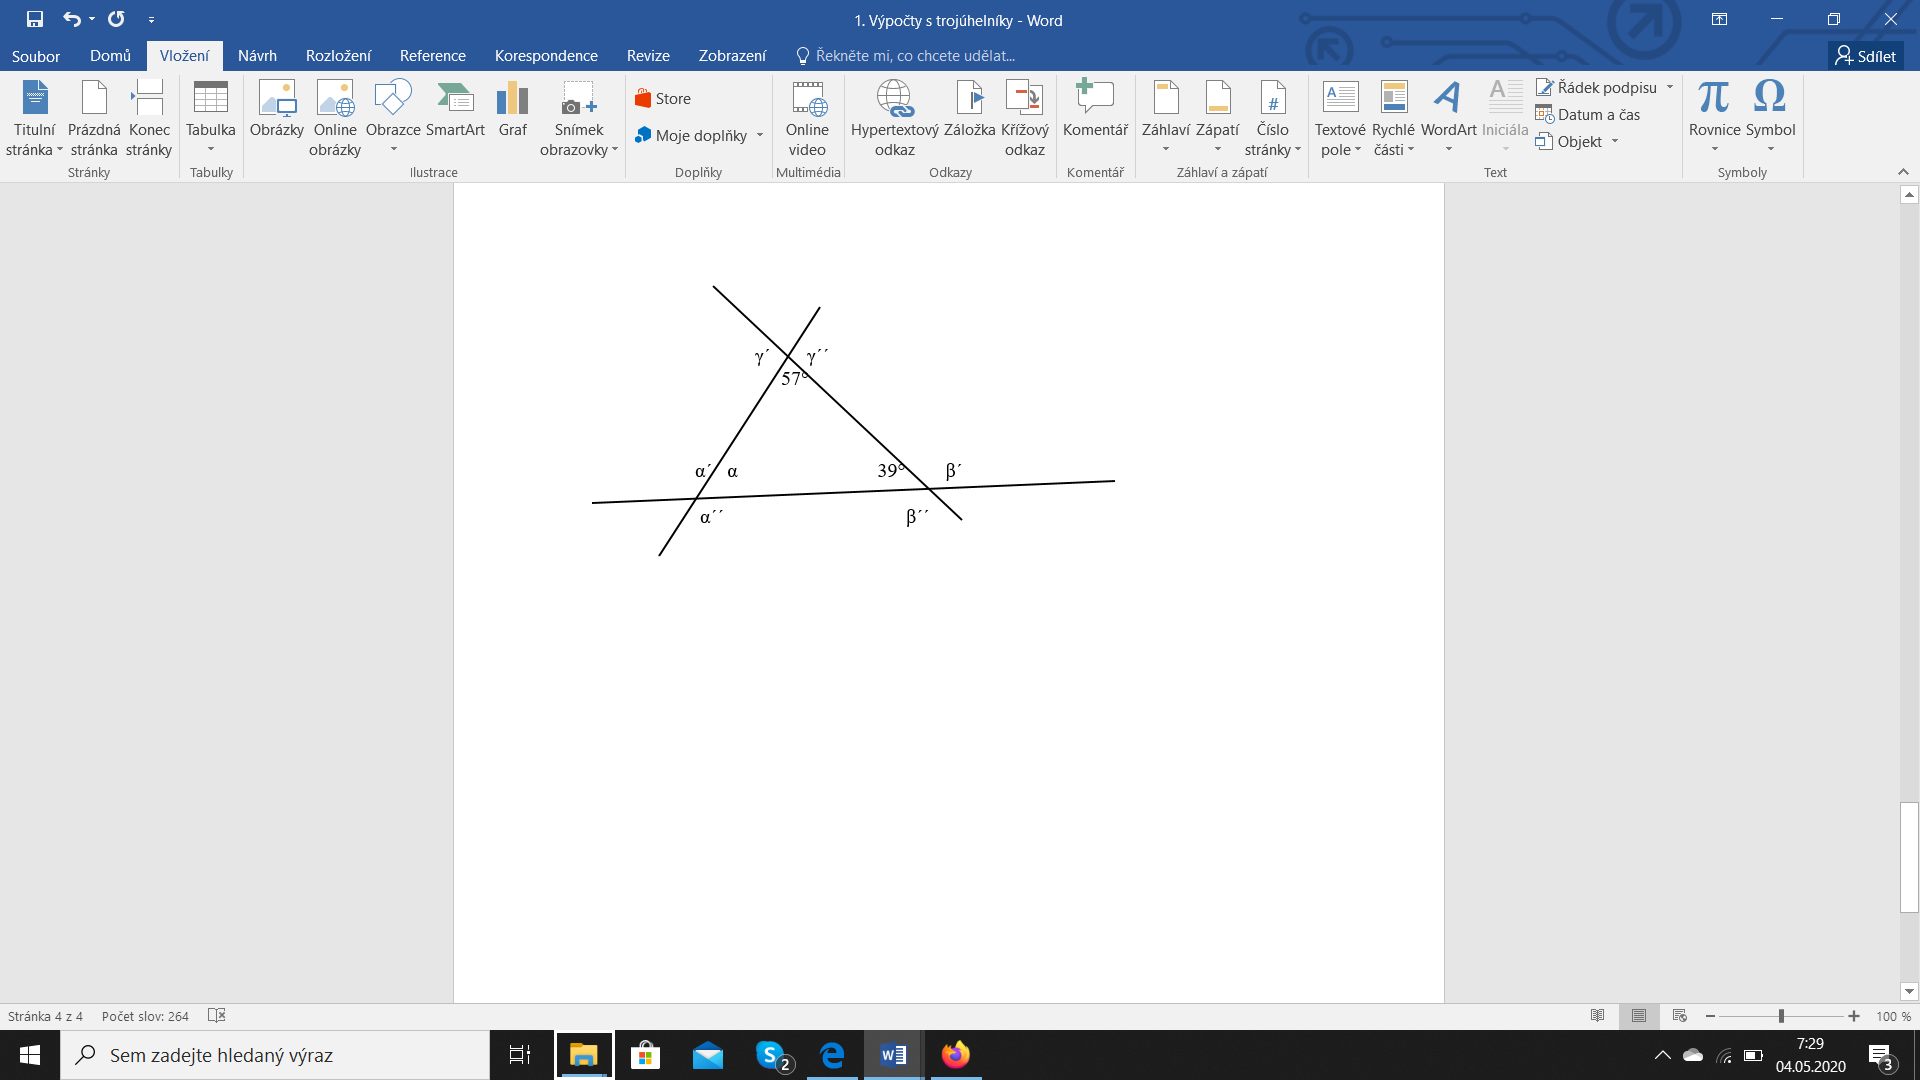 1. Výpočty s trojúhelníky - Word
Soubor Domů Vložení Návrh Rozložení Reference Korespondence Revize Zobrazení Řekněte mi, co chcete udělat... Sdílet
Titulní stránka
Prázdná stránka
Konec stránky
Stránky
Tabulka
Tabulky
Obrázky
Online obrázky
Obrazce
SmartArt
Graf
Snímek obrazovky
Ilustrace
Store
Moje doplňky
Doplňky
Online video
Multimédia
Hypertextový odkaz
Záložka
Křížový odkaz
Odkazy
Komentář
Komentář
Záhlaví
Zápatí
Číslo stránky
Záhlaví a zápatí
Textové pole
Rychlé části
WordArt
Iniciála
Řádek podpisu
Datum a čas
Objekt
Text
Rovnice
Symbol
Symboly
γ´ γ´´
57°
α´ α 39° β´
α´´ β´´
Stránka 4 z 4 Počet slov: 264 100 %
Sem zadejte hledaný výraz
2
7:29
04.05.2020
3